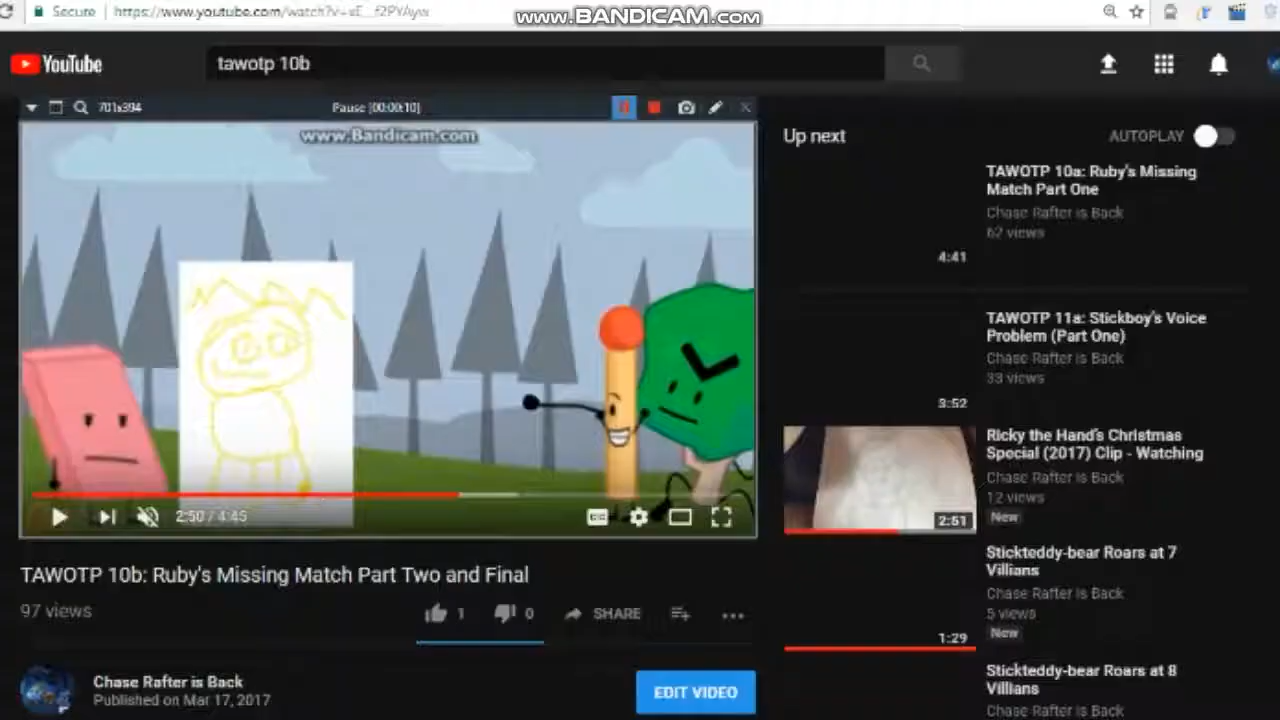 Secure
www.BANDICAM.com
YouTube
tawotp 10b
701x394
Pause [00:00:10]
www.Bandicam.com
2:50 / 4:45
CC
TAWOTP 10b: Ruby's Missing Match Part Two and Final
97 views
1
0
SHARE
Chase Rafter is Back
Published on Mar 17, 2017
EDIT VIDEO
Up next
AUTOPLAY
TAWOTP 10a: Ruby's Missing
Match Part One
Chase Rafter is Back
62 views
4:41
TAWOTP 11a: Stickboy's Voice
Problem (Part One)
Chase Rafter is Back
33 views
3:52
Ricky the Hand's Christmas
Special (2017) Clip - Watching
Chase Rafter is Back
12 views
New
2:51
Stickteddy-bear Roars at 7
Villians
Chase Rafter is Back
5 views
New
1:29
Stickteddy-bear Roars at 8
Villians
Chase Rafter is Back